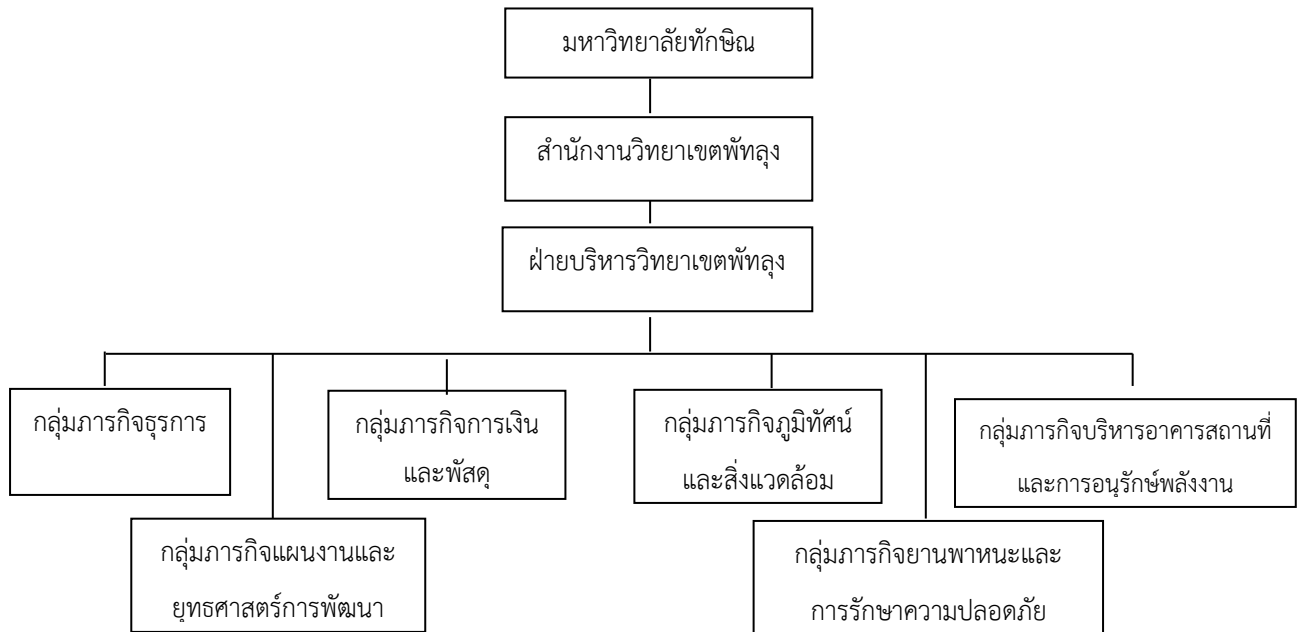 มหาวิทยาลัยทักษิณ
สำนักงานวิทยาเขตพัทลุง
ฝ่ายบริหารวิทยาเขตพัทลุง
กลุ่มภารกิจธุรการ
กลุ่มภารกิจการเงิน
และพัสดุ
กลุ่มภารกิจภูมิทัศน์
และสิ่งแวดล้อม
กลุ่มภารกิจบริหารอาคารสถานที่
และการอนุรักษ์พลังงาน
กลุ่มภารกิจแผนงานและ
ยุทธศาสตร์การพัฒนา
กลุ่มภารกิจยานพาหนะและ
การรักษาความปลอดภัย